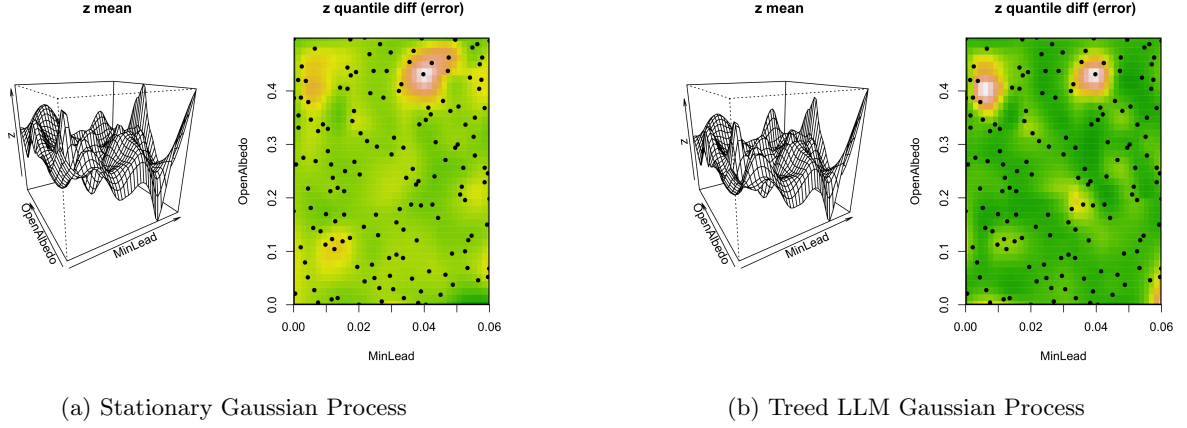 z mean
z quantile diff (error)
z
OpenAlbedo
MinLead
OpenAlbedo
0.0 0.1 0.2 0.3 0.4
0.00 0.02 0.04 0.06
MinLead
(a) Stationary Gaussian Process
z mean
z quantile diff (error)
z
OpenAlbedo
MinLead
OpenAlbedo
0.0 0.1 0.2 0.3 0.4
0.00 0.02 0.04 0.06
MinLead
(b) Treed LLM Gaussian Process